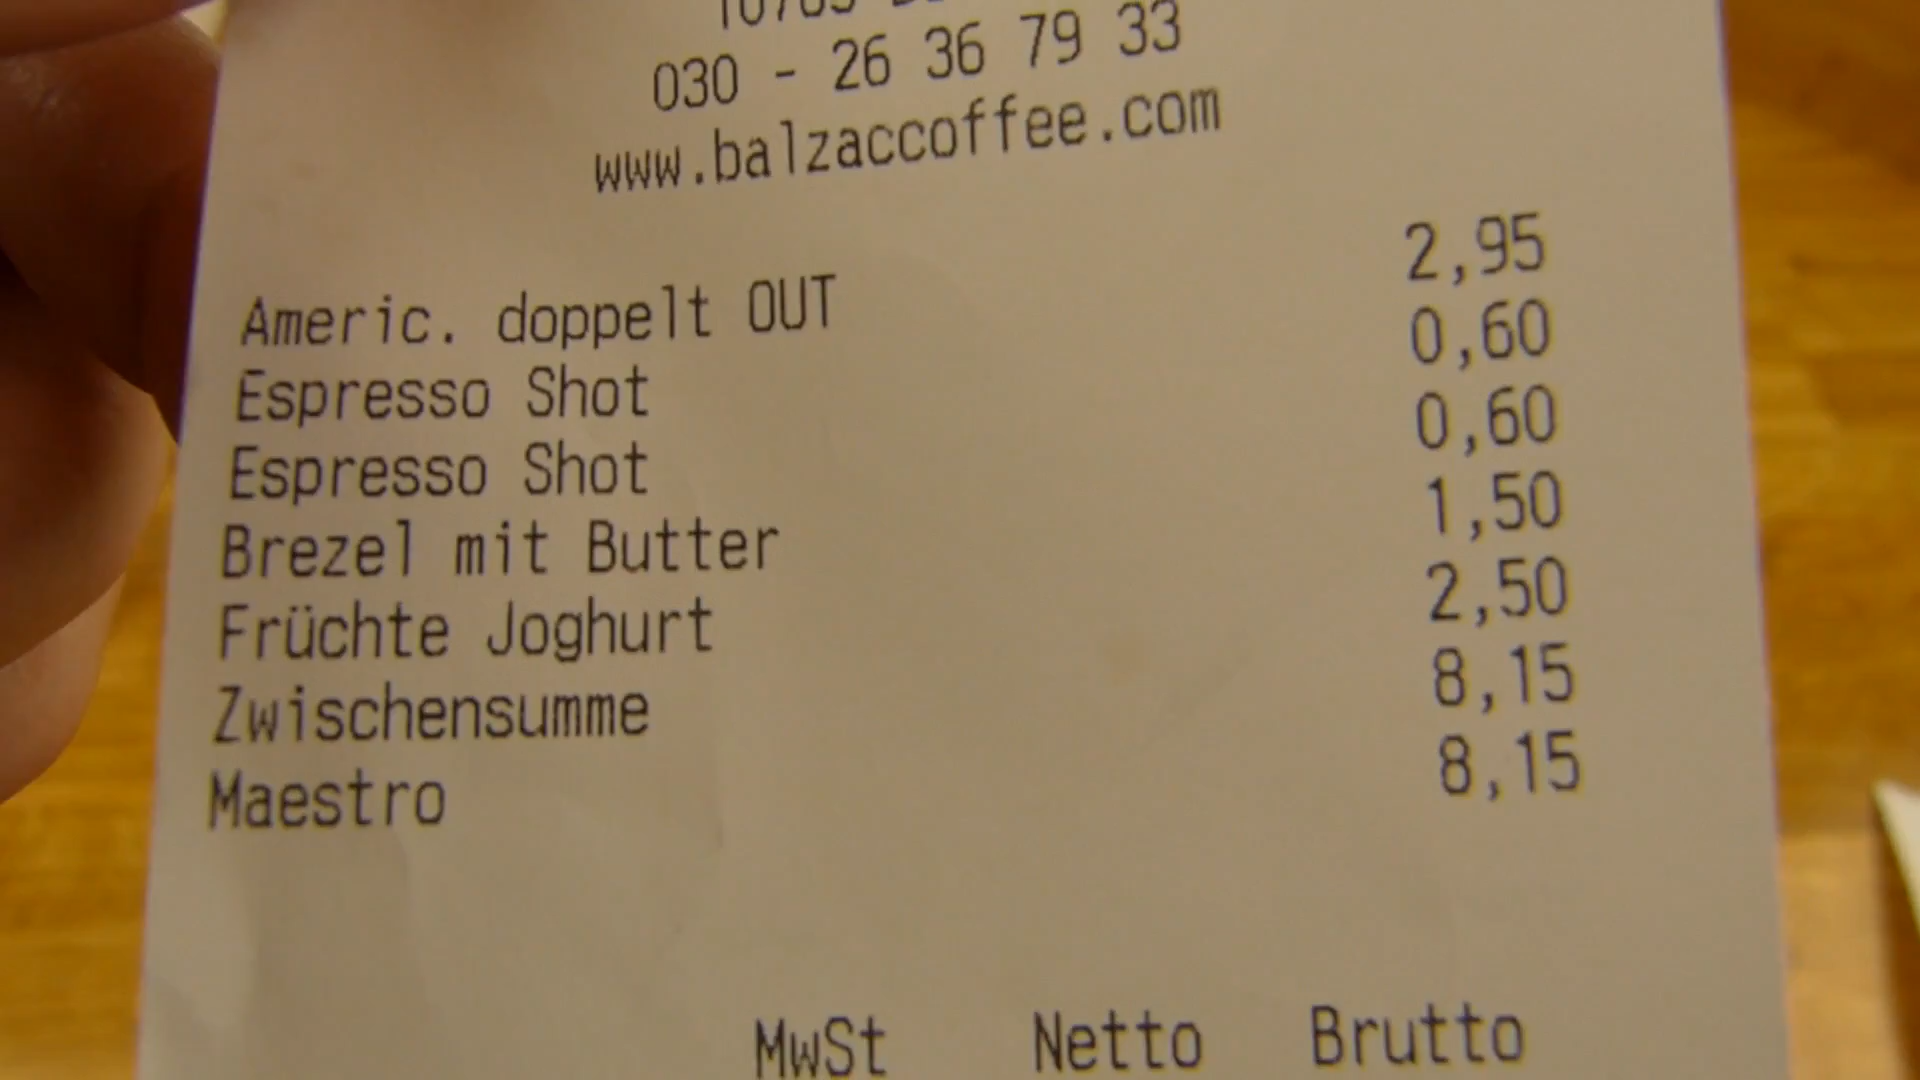 030 - 26 36 79 33
www.balzaccoffee.com
Americ. doppelt OUT 2,95
Espresso Shot 0,60
Espresso Shot 0,60
Brezel mit Butter 1,50
Früchte Joghurt 2,50
Zwischensumme 8,15
Maestro 8,15
MwSt Netto Brutto